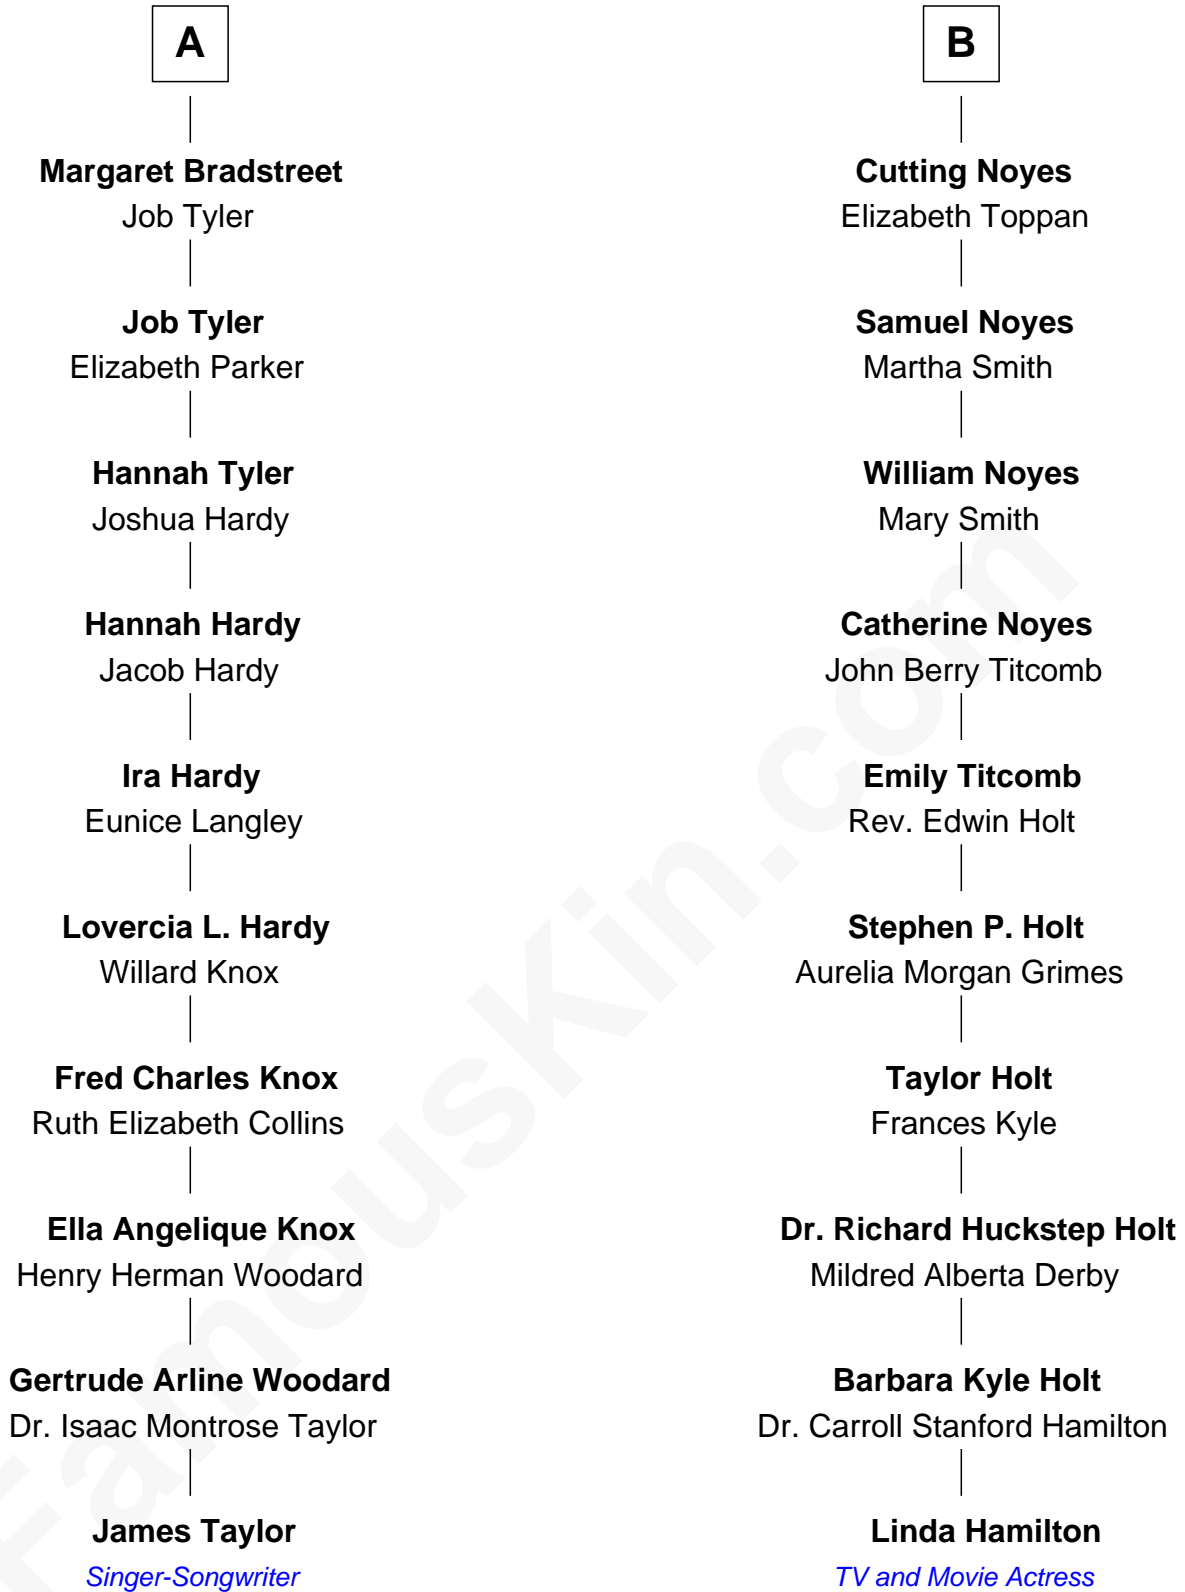 A
Margaret Bradstreet
Job Tyler
Job Tyler
Elizabeth Parker
Hannah Tyler
Joshua Hardy
Hannah Hardy
Jacob Hardy
Ira Hardy
Eunice Langley
Lovercia L. Hardy
Willard Knox
Fred Charles Knox
Ruth Elizabeth Collins
Ella Angelique Knox
Henry Herman Woodard
Gertrude Arline Woodard
Dr. Isaac Montrose Taylor
James Taylor
Singer-Songwriter
B
Cutting Noyes
Elizabeth Toppan
Samuel Noyes
Martha Smith
William Noyes
Mary Smith
Catherine Noyes
John Berry Titcomb
Emily Titcomb
Rev. Edwin Holt
Stephen P. Holt
Aurelia Morgan Grimes
Taylor Holt
Frances Kyle
Dr. Richard Huckstep Holt
Mildred Alberta Derby
Barbara Kyle Holt
Dr. Carroll Stanford Hamilton
Linda Hamilton
TV and Movie Actress
FamousKin.com